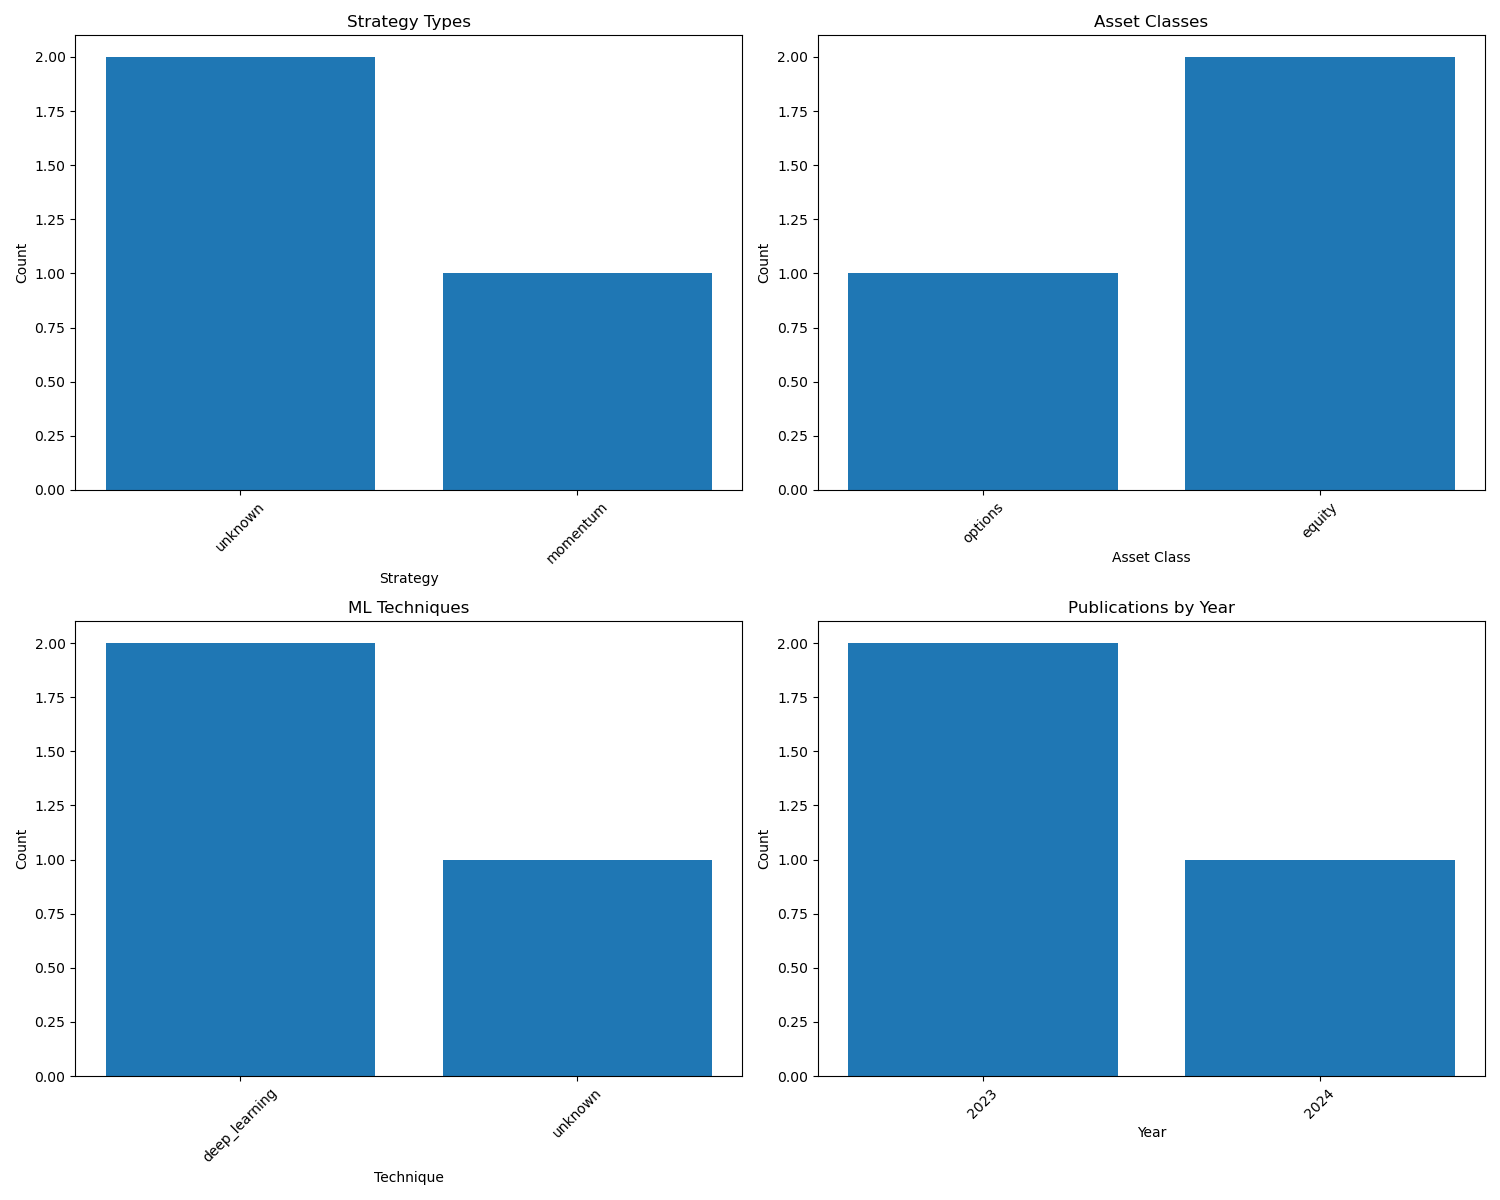 Strategy Types
2.00
1.75
1.50
1.25
1.00
0.75
0.50
0.25
0.00
Count
unknown
momentum
Strategy
Asset Classes
2.00
1.75
1.50
1.25
1.00
0.75
0.50
0.25
0.00
Count
options
equity
Asset Class
ML Techniques
2.00
1.75
1.50
1.25
1.00
0.75
0.50
0.25
0.00
Count
deep_learning
unknown
Technique
Publications by Year
2.00
1.75
1.50
1.25
1.00
0.75
0.50
0.25
0.00
Count
2023
2024
Year